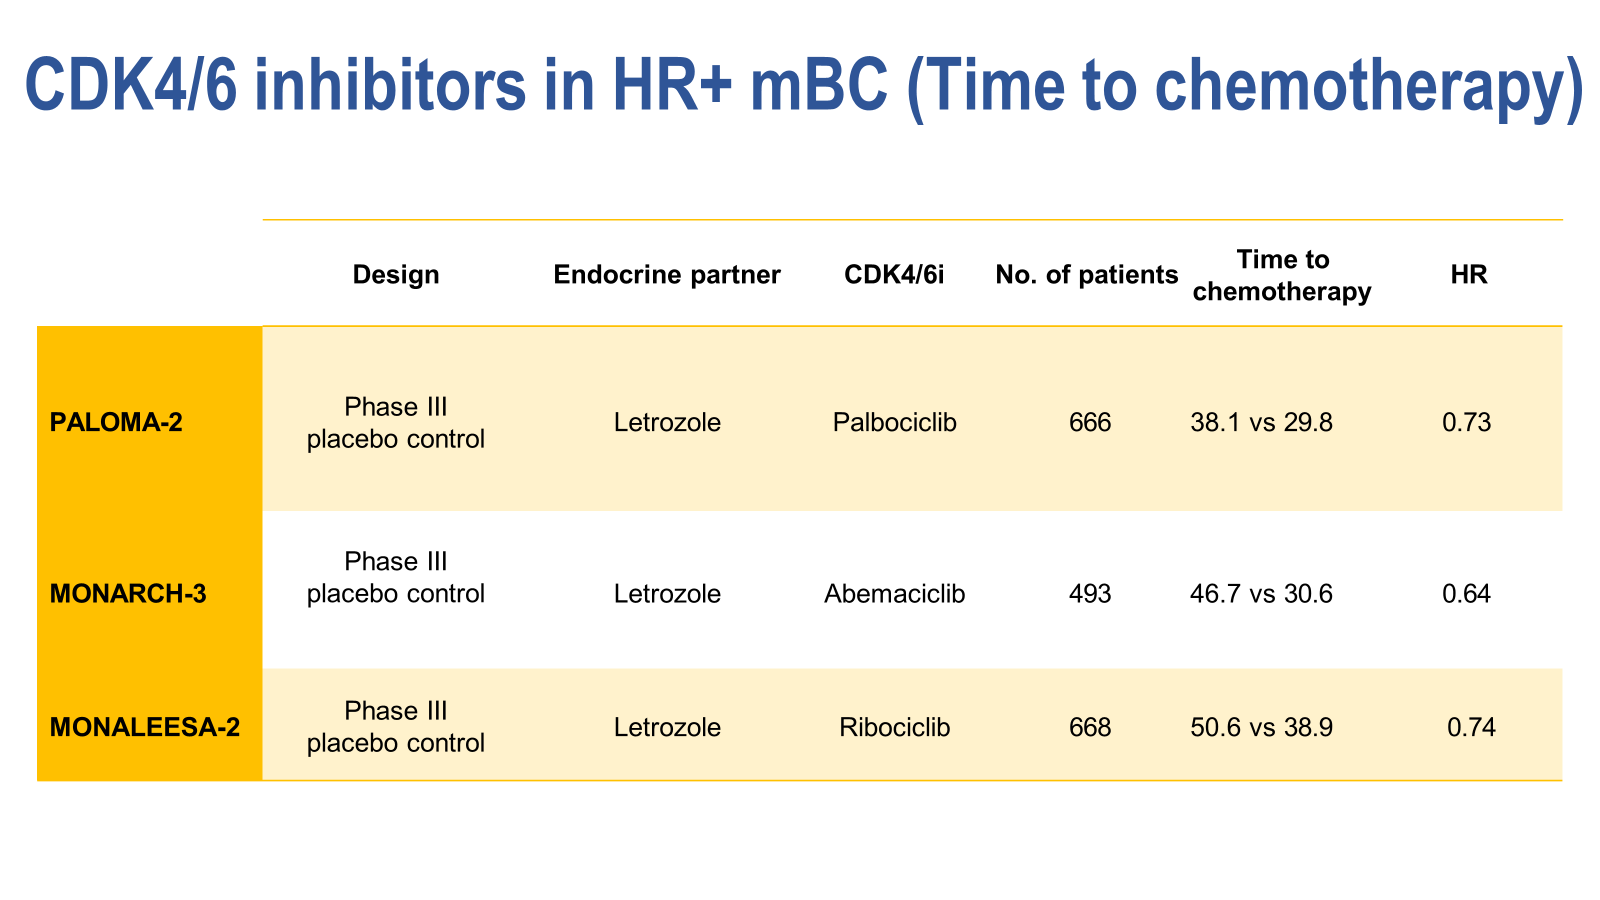 CDK4/6 inhibitors in HR+ mBC (Time to chemotherapy)
Design Endocrine partner CDK4/6i No. of patients Time to chemotherapy HR
PALOMA-2 Phase III placebo control Letrozole Palbociclib 666 38.1 vs 29.8 0.73
MONARCH-3 Phase III placebo control Letrozole Abemaciclib 493 46.7 vs 30.6 0.64
MONALEESA-2 Phase III placebo control Letrozole Ribociclib 668 50.6 vs 38.9 0.74